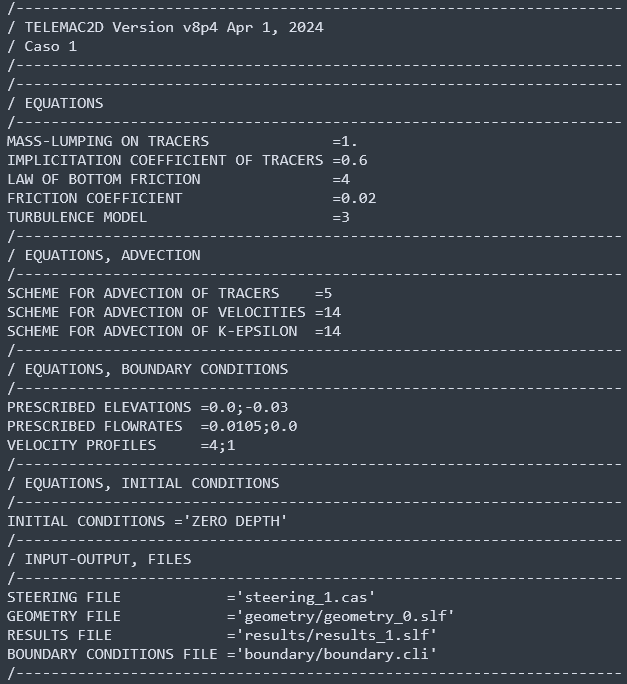 /---------------------------------------------------------------------
/ TELEMAC2D Version v8p4 Apr 1, 2024
/ Caso 1
/---------------------------------------------------------------------
/---------------------------------------------------------------------
/ EQUATIONS
/---------------------------------------------------------------------
MASS-LUMPING ON TRACERS              =1.
IMPLICITATION COEFFICIENT OF TRACERS =0.6
LAW OF BOTTOM FRICTION               =4
FRICTION COEFFICIENT                 =0.02
TURBULENCE MODEL                     =3
/---------------------------------------------------------------------
/ EQUATIONS, ADVECTION
/---------------------------------------------------------------------
SCHEME FOR ADVECTION OF TRACERS    =5
SCHEME FOR ADVECTION OF VELOCITIES =14
SCHEME FOR ADVECTION OF K-EPSILON  =14
/---------------------------------------------------------------------
/ EQUATIONS, BOUNDARY CONDITIONS
/---------------------------------------------------------------------
PRESCRIBED ELEVATIONS =0.0;-0.03
PRESCRIBED FLOWRATES  =0.0105;0.0
VELOCITY PROFILES     =4;1
/---------------------------------------------------------------------
/ EQUATIONS, INITIAL CONDITIONS
/---------------------------------------------------------------------
INITIAL CONDITIONS ='ZERO DEPTH'
/---------------------------------------------------------------------
/ INPUT-OUTPUT, FILES
/---------------------------------------------------------------------
STEERING FILE            ='steering_1.cas'
GEOMETRY FILE            ='geometry/geometry_0.slf'
RESULTS FILE             ='results/results_1.slf'
BOUNDARY CONDITIONS FILE ='boundary/boundary.cli'
/---------------------------------------------------------------------